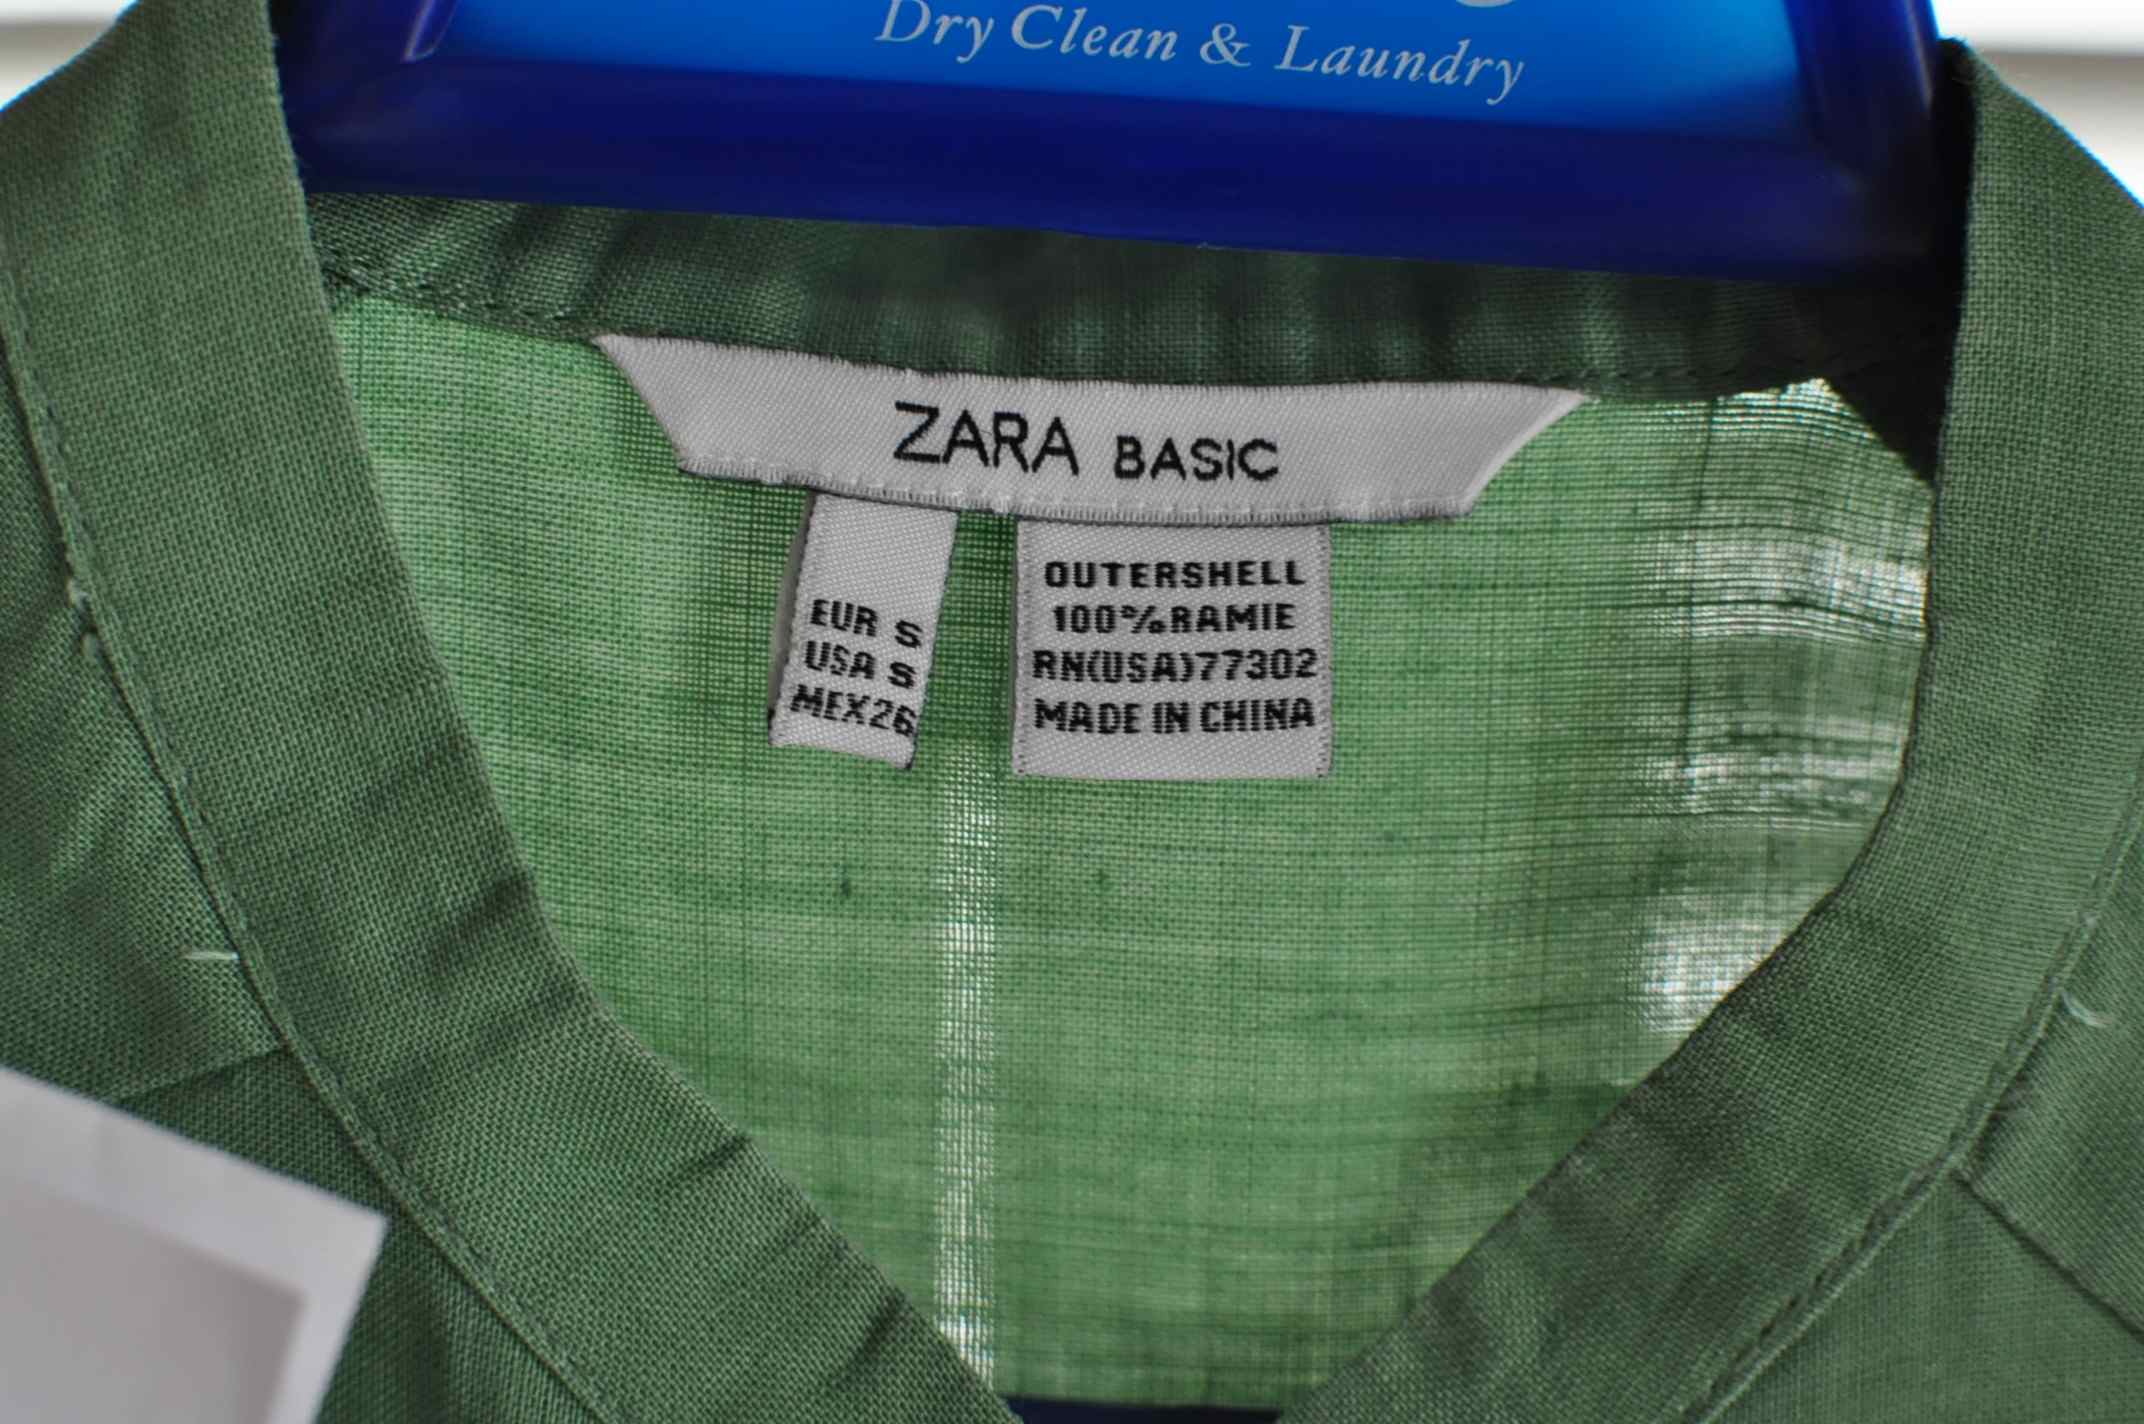 Dry Clean & Laundry
ZARA BASIC
EUR S
USA S
MEX26
OUTERSHELL
100%RAMIE
RN(USA)77302
MADE IN CHINA